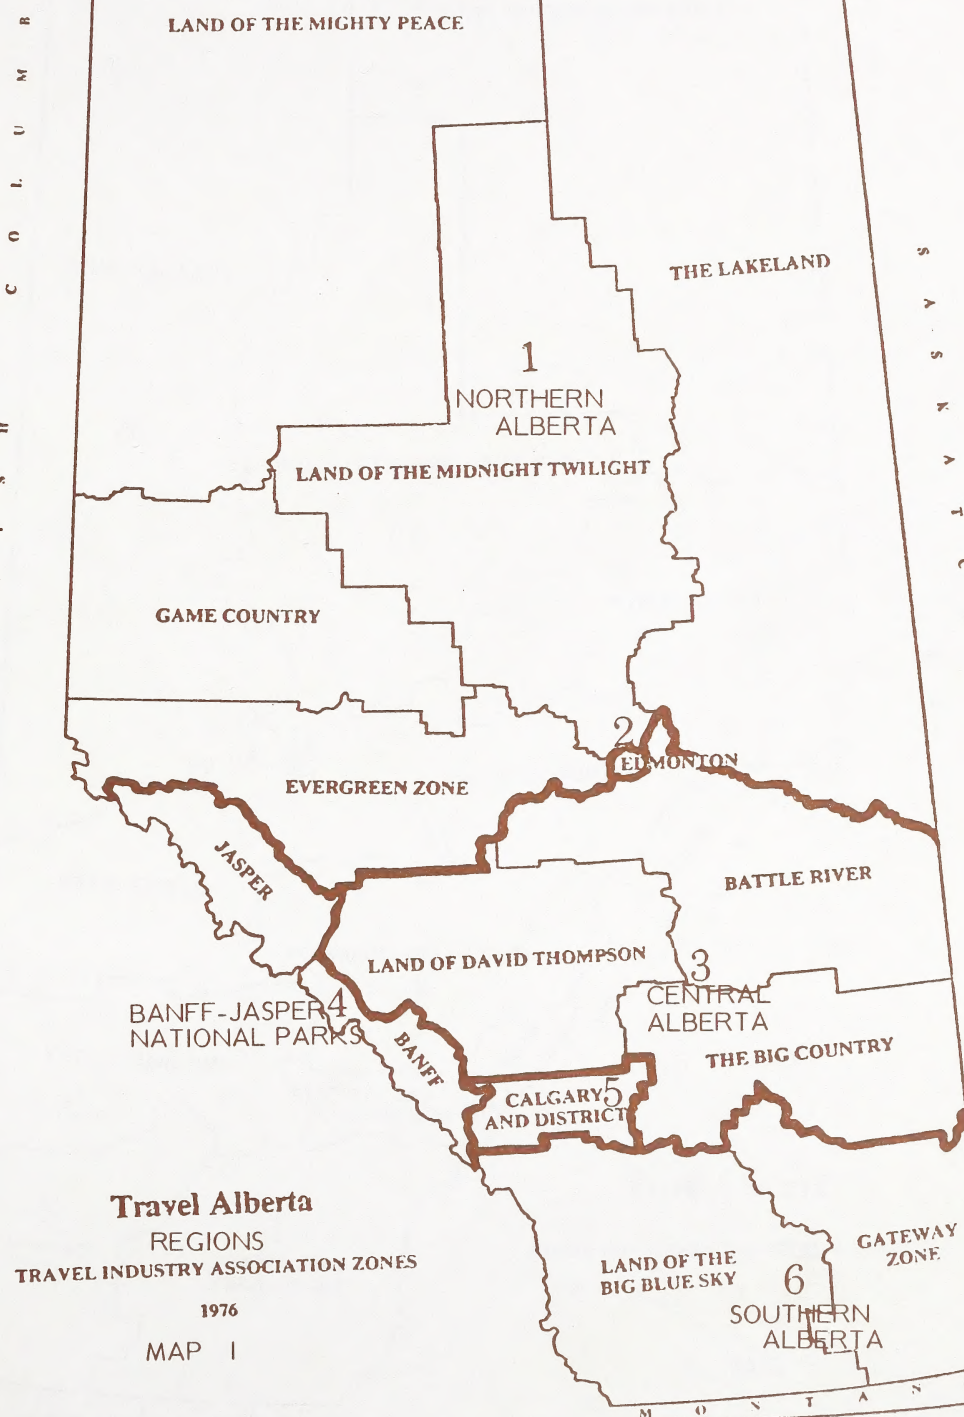 LAND OF THE MIGHTY PEACE
C O L U M B
S H
THE LAKELAND
S A S K A T C
1
NORTHERN
ALBERTA
LAND OF THE MIDNIGHT TWILIGHT
GAME COUNTRY
2
EDMONTON
EVERGREEN ZONE
JASPER
BATTLE RIVER
LAND OF DAVID THOMPSON
3
CENTRAL
ALBERTA
BANFF-JASPER 4
NATIONAL PARKS
BANFF
THE BIG COUNTRY
CALGARY 5
AND DISTRICT
Travel Alberta
REGIONS
TRAVEL INDUSTRY ASSOCIATION ZONES
1976
MAP 1
LAND OF THE
BIG BLUE SKY
GATEWAY
ZONE
6
SOUTHERN
ALBERTA
M O N T A N